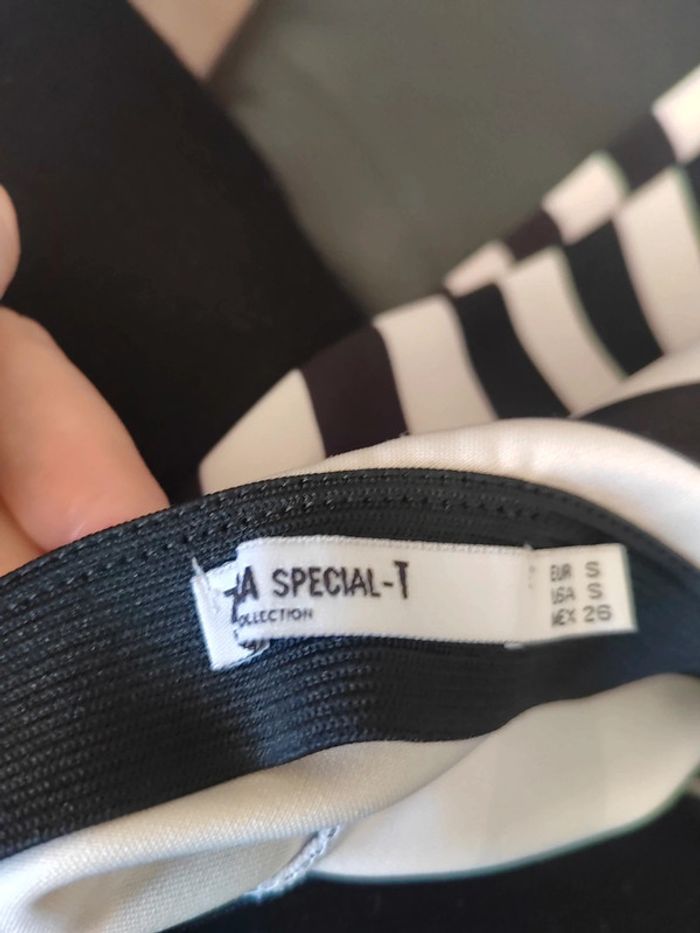 A SPECIAL-T
OLLECTION
EUR S
USA S
MEX 26